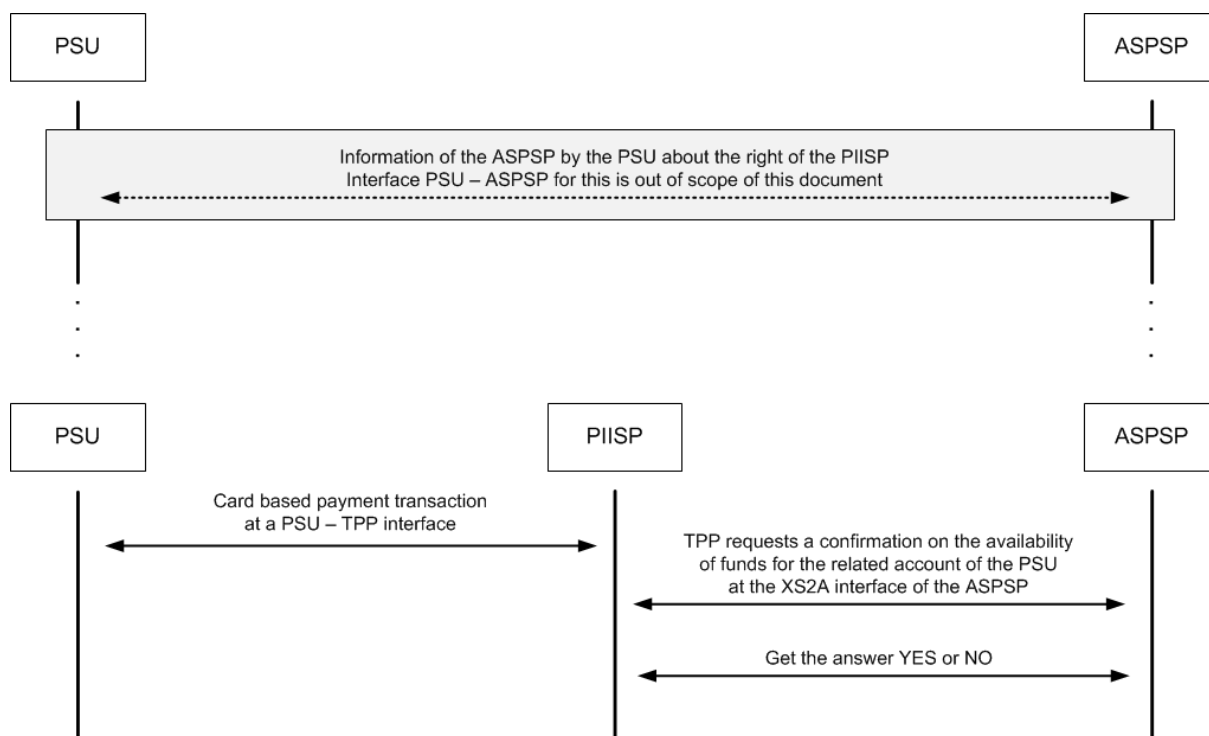 PSU
ASPSP
Information of the ASPSP by the PSU about the right of the PIISP
Interface PSU – ASPSP for this is out of scope of this document
PSU
PIISP
ASPSP
Card based payment transaction
at a PSU – TPP interface
TPP requests a confirmation on the availability
of funds for the related account of the PSU
at the XS2A interface of the ASPSP
Get the answer YES or NO